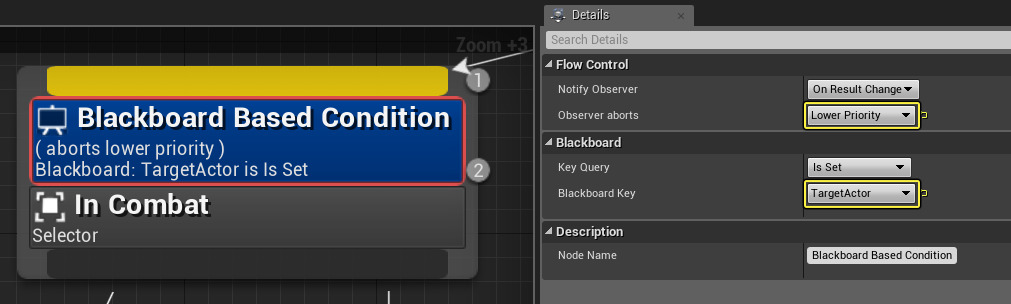 Zoom +3
1
Blackboard Based Condition
( aborts lower priority )
Blackboard: TargetActor is Is Set
2
In Combat
Selector
Details
Search Details
Flow Control
Notify Observer On Result Change
Observer aborts Lower Priority
Blackboard
Key Query Is Set
Blackboard Key TargetActor
Description
Node Name Blackboard Based Condition